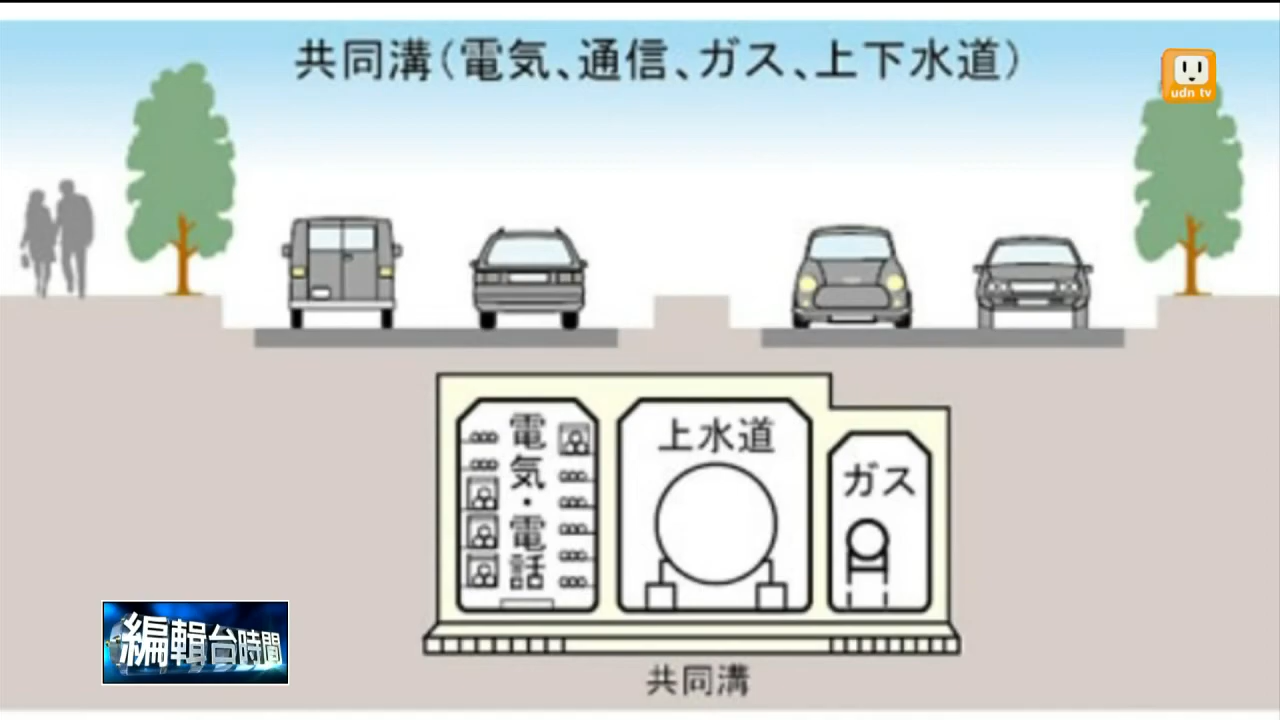 共同溝(電気、通信、ガス、上下水道)
udn tv
電気・電話
上水道
ガス
編輯台時間
共同溝